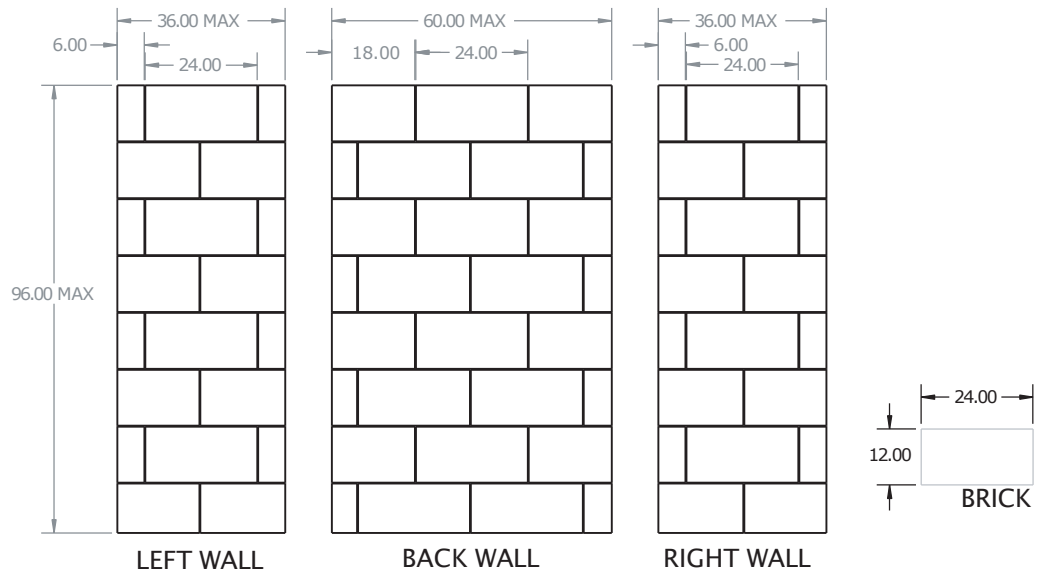 36.00 MAX
60.00 MAX
36.00 MAX
6.00
24.00
18.00
24.00
6.00
24.00
96.00 MAX
24.00
12.00
BRICK
LEFT WALL
BACK WALL
RIGHT WALL